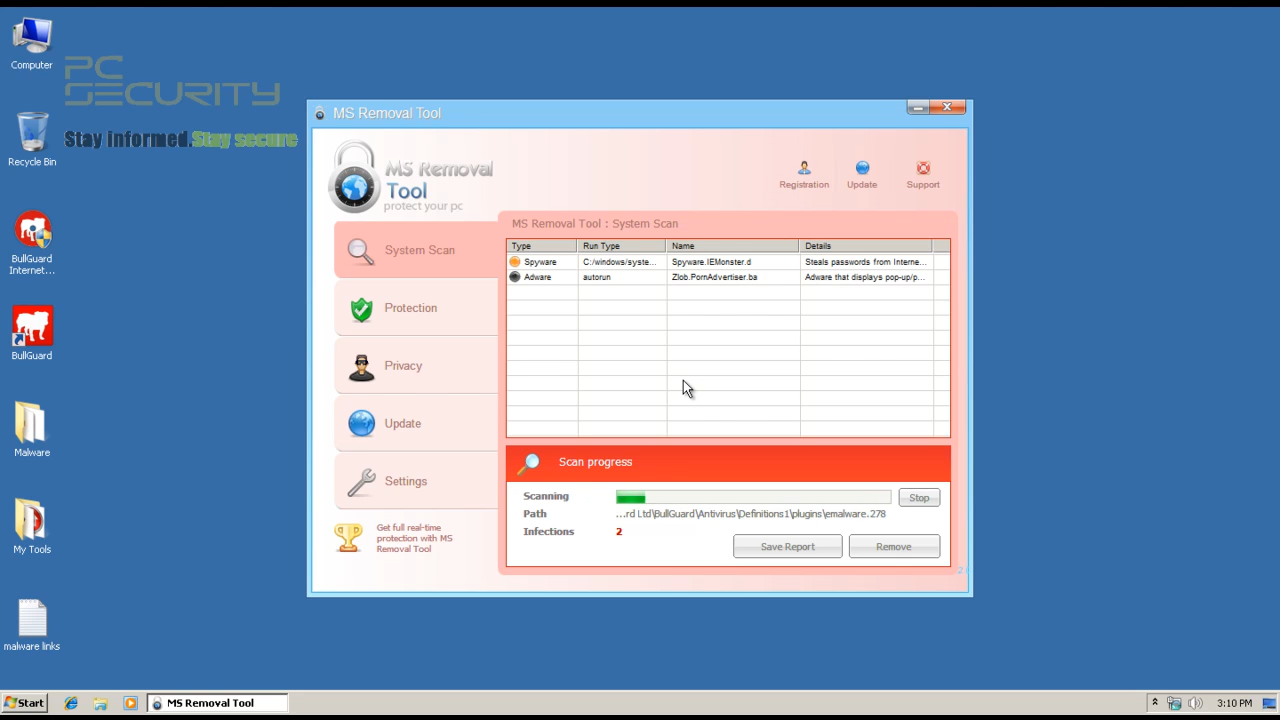 Computer
PC
SECURITY
Stay informed.Stay secure
Recycle Bin
BullGuard
Internet...
BullGuard
Malware
My Tools
malware links
MS Removal Tool
MS Removal
Tool
protect your pc
Registration
Update
Support
System Scan
Protection
Privacy
Update
Settings
Get full real-time
protection with MS
Removal Tool
MS Removal Tool : System Scan
Type Run Type Name Details
Spyware C:/windows/syste... Spyware.IEMonster.d Steals passwords from Interne...
Adware autorun Zlob.PornAdvertiser.ba Adware that displays pop-up/p...
Scan progress
Scanning
Stop
Path ...rd Ltd\BullGuard\Antivirus\Definitions1\plugins\emalware.278
Infections 2
Save Report
Remove
Start
MS Removal Tool
3:10 PM